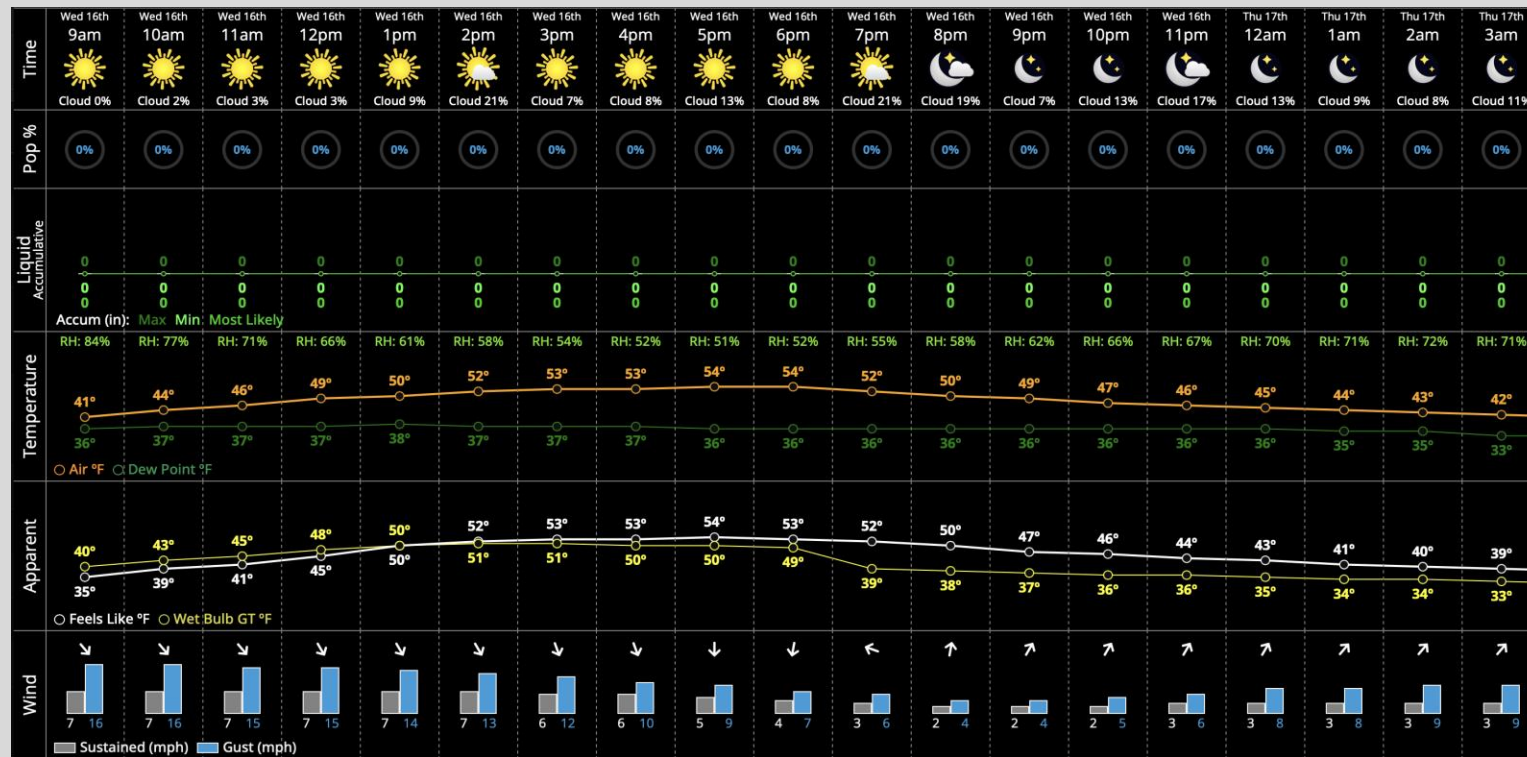 Time
Wed 16th Wed 16th Wed 16th Wed 16th Wed 16th Wed 16th Wed 16th Wed 16th Wed 16th Wed 16th Wed 16th Wed 16th Wed 16th Wed 16th Wed 16th Thu 17th Thu 17th Thu 17th Thu 17th
9am 10am 11am 12pm 1pm 2pm 3pm 4pm 5pm 6pm 7pm 8pm 9pm 10pm 11pm 12am 1am 2am 3am
Cloud 0% Cloud 2% Cloud 3% Cloud 3% Cloud 9% Cloud 21% Cloud 7% Cloud 8% Cloud 13% Cloud 8% Cloud 21% Cloud 19% Cloud 7% Cloud 13% Cloud 17% Cloud 13% Cloud 9% Cloud 8% Cloud 11%
Pop %
0% 0% 0% 0% 0% 0% 0% 0% 0% 0% 0% 0% 0% 0% 0% 0% 0% 0% 0%
Liquid
Accumulative
0 0 0 0 0 0 0 0 0 0 0 0 0 0 0 0 0 0 0
0 0 0 0 0 0 0 0 0 0 0 0 0 0 0 0 0 0 0
0 0 0 0 0 0 0 0 0 0 0 0 0 0 0 0 0 0 0
Accum (in): Max Min Most Likely
Temperature
RH: 84% RH: 77% RH: 71% RH: 66% RH: 61% RH: 58% RH: 54% RH: 52% RH: 51% RH: 52% RH: 55% RH: 58% RH: 62% RH: 66% RH: 67% RH: 70% RH: 71% RH: 72% RH: 71%
41° 44° 46° 49° 50° 52° 53° 53° 54° 54° 52° 50° 49° 47° 46° 45° 44° 43° 42°
36° 37° 37° 37° 38° 37° 37° 37° 36° 36° 36° 36° 36° 36° 36° 36° 35° 35° 33°
Air ºF Dew Point ºF
Apparent
40° 43° 45° 48° 50° 52° 53° 53° 54° 53° 52° 50° 47° 46° 44° 43° 41° 40° 39°
35° 39° 41° 45° 50° 51° 51° 50° 50° 49° 39° 38° 37° 36° 36° 35° 34° 34° 33°
Feels Like ºF Wet Bulb GT ºF
Wind
7 16 7 16 7 15 7 15 7 14 7 13 6 12 6 10 5 9 4 7 3 6 2 4 2 4 2 5 3 6 3 8 3 8 3 9 3 9
Sustained (mph) Gust (mph)